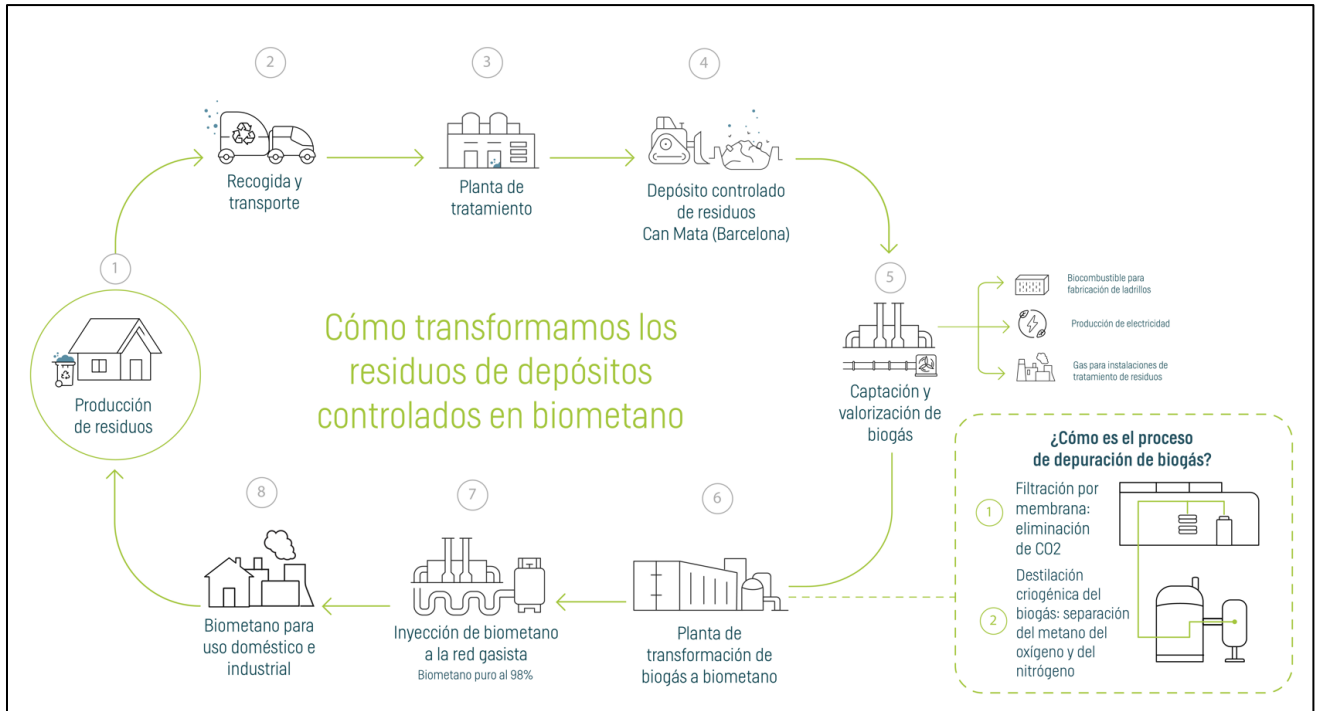 2
Recogida y
transporte
3
Planta de
tratamiento
4
Depósito controlado
de residuos
Can Mata (Barcelona)
1
Producción
de residuos
Cómo transformamos los
residuos de depósitos
controlados en biometano
5
Captación y
valorización de
biogás
Biocombustible para
fabricación de ladrillos
Producción de electricidad
Gas para instalaciones de
tratamiento de residuos
¿Cómo es el proceso
de depuración de biogás?
1
Filtración por
membrana:
eliminación
de CO2
2
Destilación
criogénica del
biogás: separación
del metano del
oxígeno y del
nitrógeno
6
Planta de
transformación de
biogás a biometano
7
Inyección de biometano
a la red gasista
Biometano puro al 98%
8
Biometano para
uso doméstico e
industrial